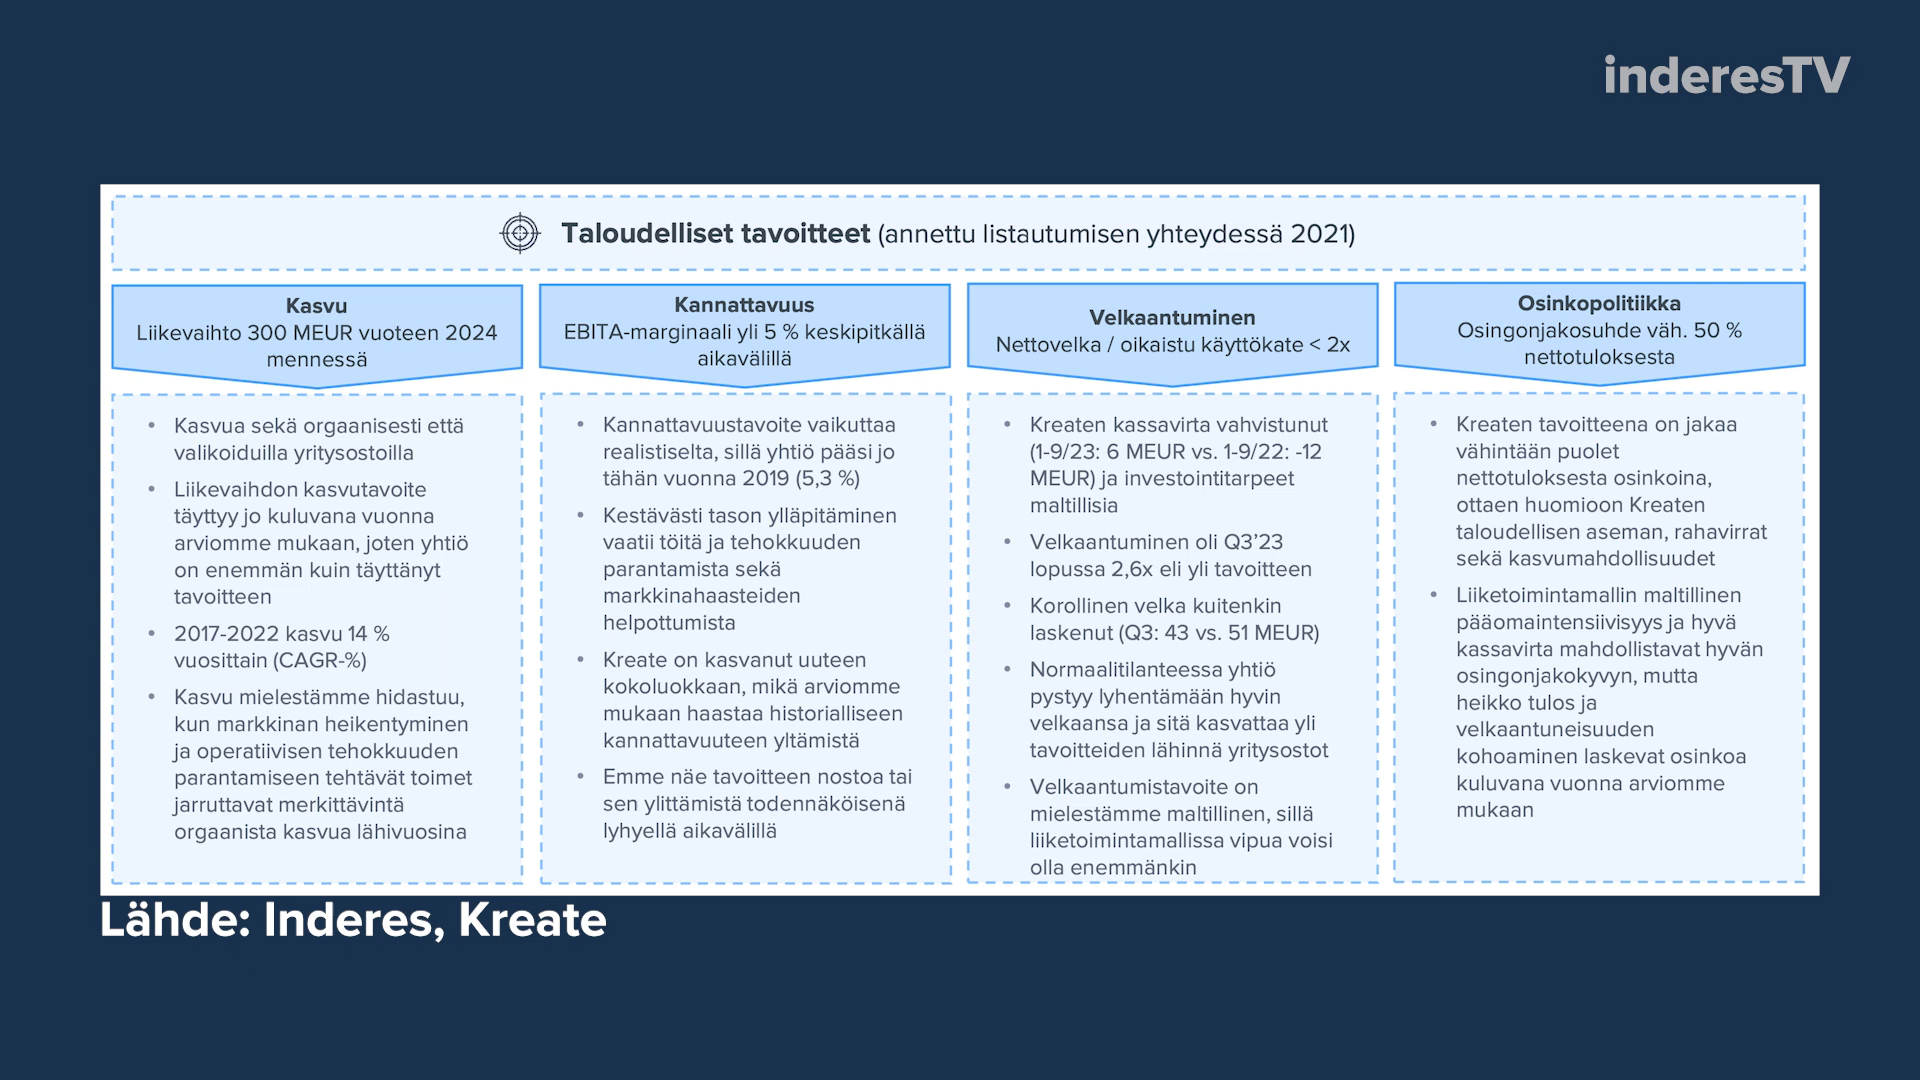 inderesTV
Taloudelliset tavoitteet (annettu listautumisen yhteydessä 2021)
Kasvu
Liikevaihto 300 MEUR vuoteen 2024
mennessä
• Kasvua sekä orgaanisesti että
valikoiduilla yritysostoilla
• Liikevaihdon kasvutavoite
täyttyy jo kuluvana vuonna
arviomme mukaan, joten yhtiö
on enemmän kuin täyttänyt
tavoitteen
• 2017-2022 kasvu 14 %
vuosittain (CAGR-%)
• Kasvu mielestämme hidastuu,
kun markkinan heikentyminen
ja operatiivisen tehokkuuden
parantamiseen tehtävät toimet
jarruttavat merkittävintä
orgaanista kasvua lähivuosina
Kannattavuus
EBITA-marginaali yli 5 % keskipitkällä
aikavälillä
• Kannattavuustavoite vaikuttaa
realistiselta, sillä yhtiö pääsi jo
tähän vuonna 2019 (5,3 %)
• Kestävästi tason ylläpitäminen
vaatii töitä ja tehokkuuden
parantamista sekä
markkinahaasteiden
helpottumista
• Kreate on kasvanut uuteen
kokoluokkaan, mikä arviomme
mukaan haastaa historialliseen
kannattavuuteen yltämistä
• Emme näe tavoitteen nostoa tai
sen ylittämistä todennäköisenä
lyhyellä aikavälillä
Velkaantuminen
Nettovelka / oikaistu käyttökate < 2x
• Kreaten kassavirta vahvistunut
(1-9/23: 6 MEUR vs. 1-9/22: -12
MEUR) ja investointitarpeet
maltillisia
• Velkaantuminen oli Q3’23
lopussa 2,6x eli yli tavoitteen
• Korollinen velka kuitenkin
laskenut (Q3: 43 vs. 51 MEUR)
• Normaalitilanteessa yhtiö
pystyy lyhentämään hyvin
velkaansa ja sitä kasvattaa yli
tavoitteiden lähinnä yritysostot
• Velkaantumistavoite on
mielestämme maltillinen, sillä
liiketoimintamallissa vipua voisi
olla enemmänkin
Osinkopolitiikka
Osingonjakosuhde väh. 50 %
nettotuloksesta
• Kreaten tavoitteena on jakaa
vähintään puolet
nettotuloksesta osinkoina,
ottaen huomioon Kreaten
taloudellisen aseman, rahavirrat
sekä kasvumahdollisuudet
• Liiketoimintamallin maltillinen
pääomaintensiivisyys ja hyvä
kassavirta mahdollistavat hyvän
osingonjakokyvyn, mutta
heikko tulos ja
velkaantuneisuuden
kohoaminen laskevat osinkoa
kuluvana vuonna arviomme
mukaan
Lähde: Inderes, Kreate